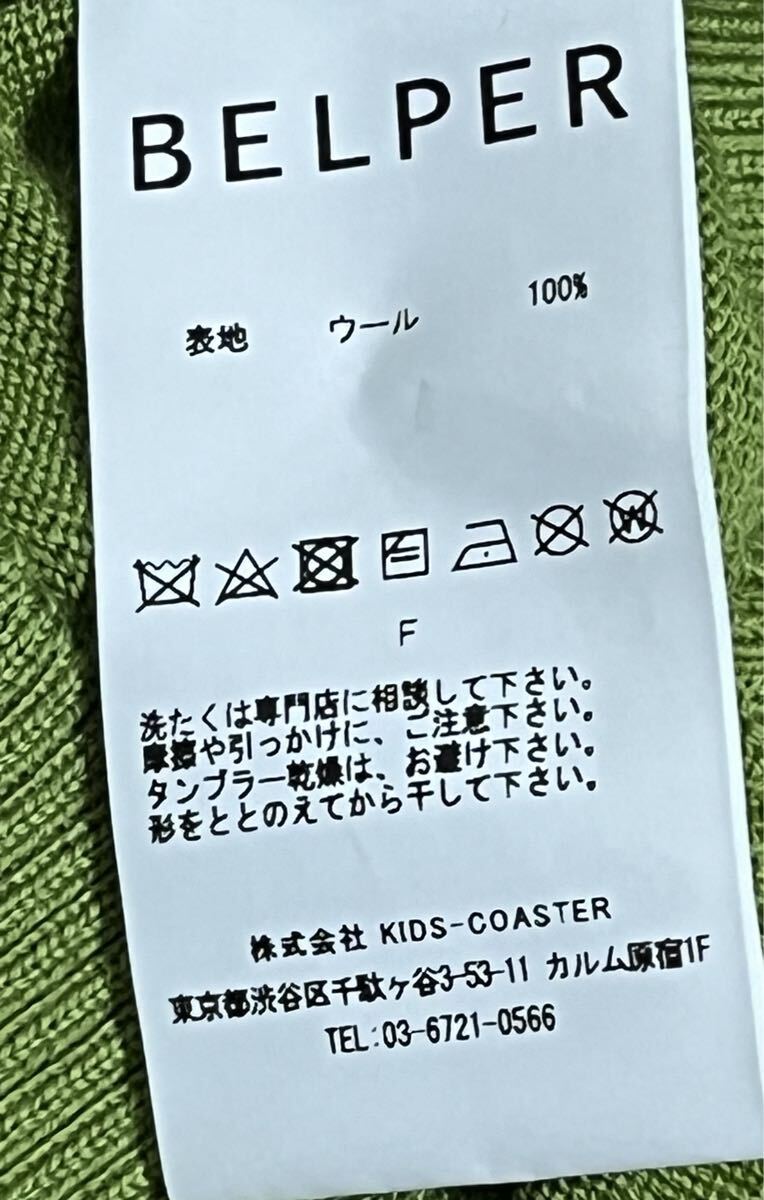 BELPER
表地 ウール 100%
W
F
洗たくは専門店に相談して下さい。
摩擦や引っかけに、ご注意下さい。
タンブラー乾燥は、お避け下さい。
形をととのえてから干して下さい。
株式会社 KIDS-COASTER
東京都渋谷区千駄ヶ谷3-53-11 カルム原宿1F
TEL:03-6721-0566